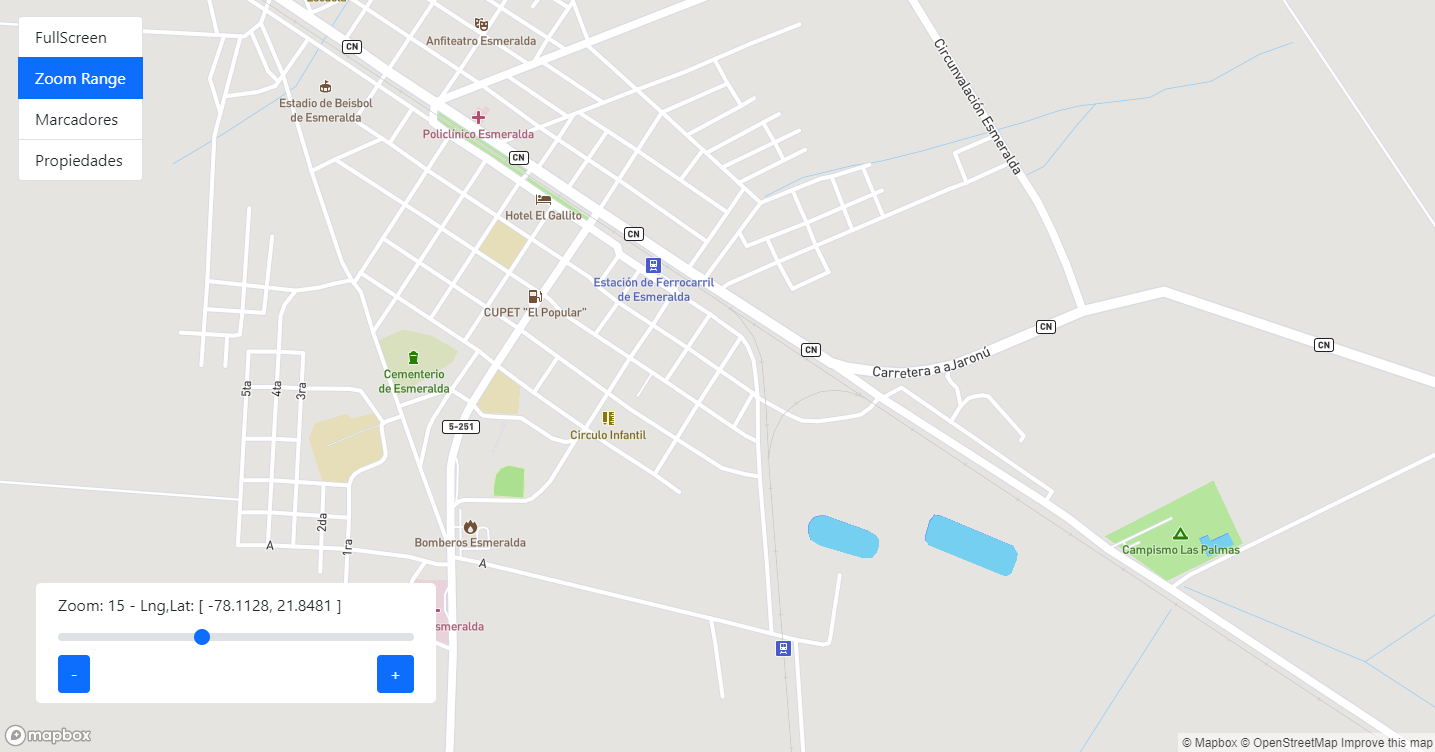 Escuela
FullScreen
Zoom Range
Marcadores
Propiedades
CN
Anfiteatro Esmeralda
Circunvalación Esmeralda
Estadio de Beisbol
de Esmeralda
Policlínico Esmeralda
CN
Hotel El Gallito
CN
Estación de Ferrocarril
de Esmeralda
CUPET "El Popular"
CN
CN
CN
Carretera a aJaronú
Cementerio
de Esmeralda
5ta
4ta
3ra
5-251
Circulo Infantil
2da
1ra
A
Bomberos Esmeralda
A
Campismo Las Palmas
Zoom: 15 - Lng,Lat: [ -78.1128, 21.8481 ]
smeralda
-
+
mapbox
© Mapbox © OpenStreetMap Improve this map